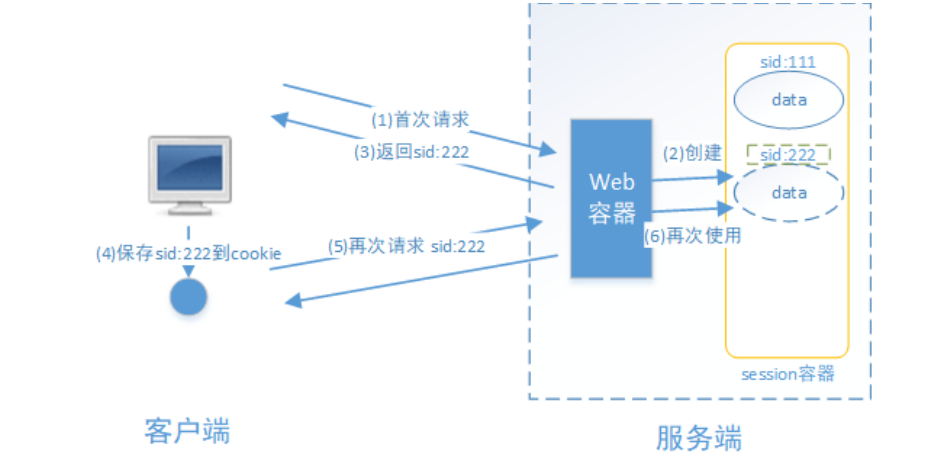 sid:111
data
(1)首次请求
(3)返回sid:222
(2)创建
sid:222
data
Web
容器
(4)保存sid:222到cookie
(5)再次请求 sid:222
(6)再次使用
session容器
客户端
服务端